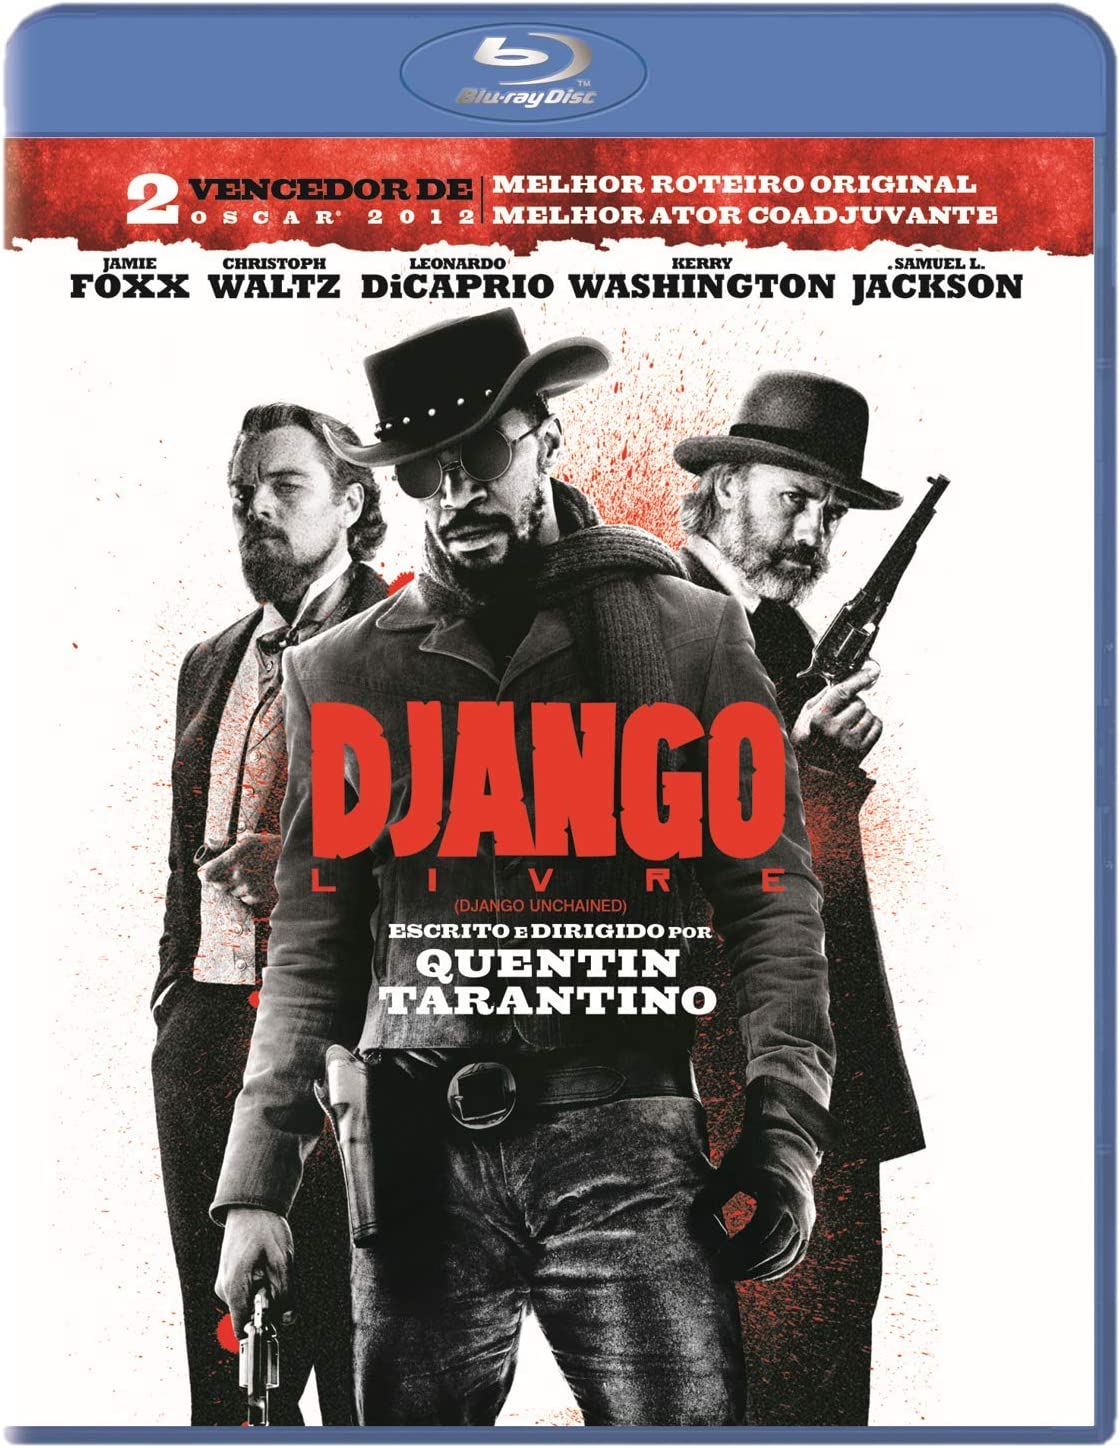 Blu-ray Disc™
2 VENCEDOR DE
OSCAR® 2012
MELHOR ROTEIRO ORIGINAL
MELHOR ATOR COADJUVANTE
JAMIE FOXX
CHRISTOPH WALTZ
LEONARDO DiCAPRIO
KERRY WASHINGTON
SAMUEL L. JACKSON
DJANGO
LIVRE
(DJANGO UNCHAINED)
ESCRITO E DIRIGIDO POR
QUENTIN
TARANTINO